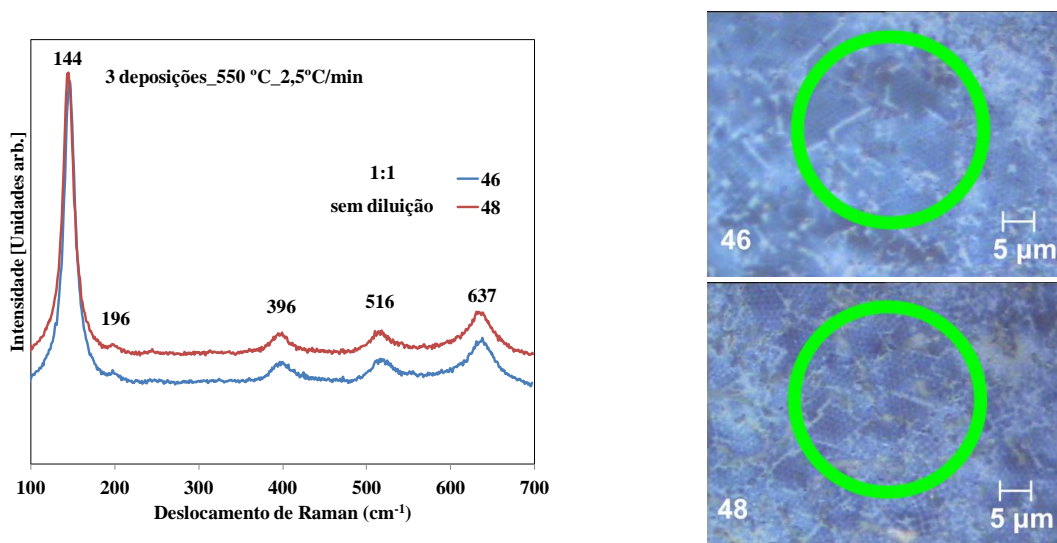 144
3 deposições_550 ºC_2,5ºC/min
1:1
46
sem diluição
48
196
396
516
637
Intensidade [Unidades arb.]
100 200 300 400 500 600 700
Deslocamento de Raman (cm⁻¹)
46
5 µm
48
5 µm